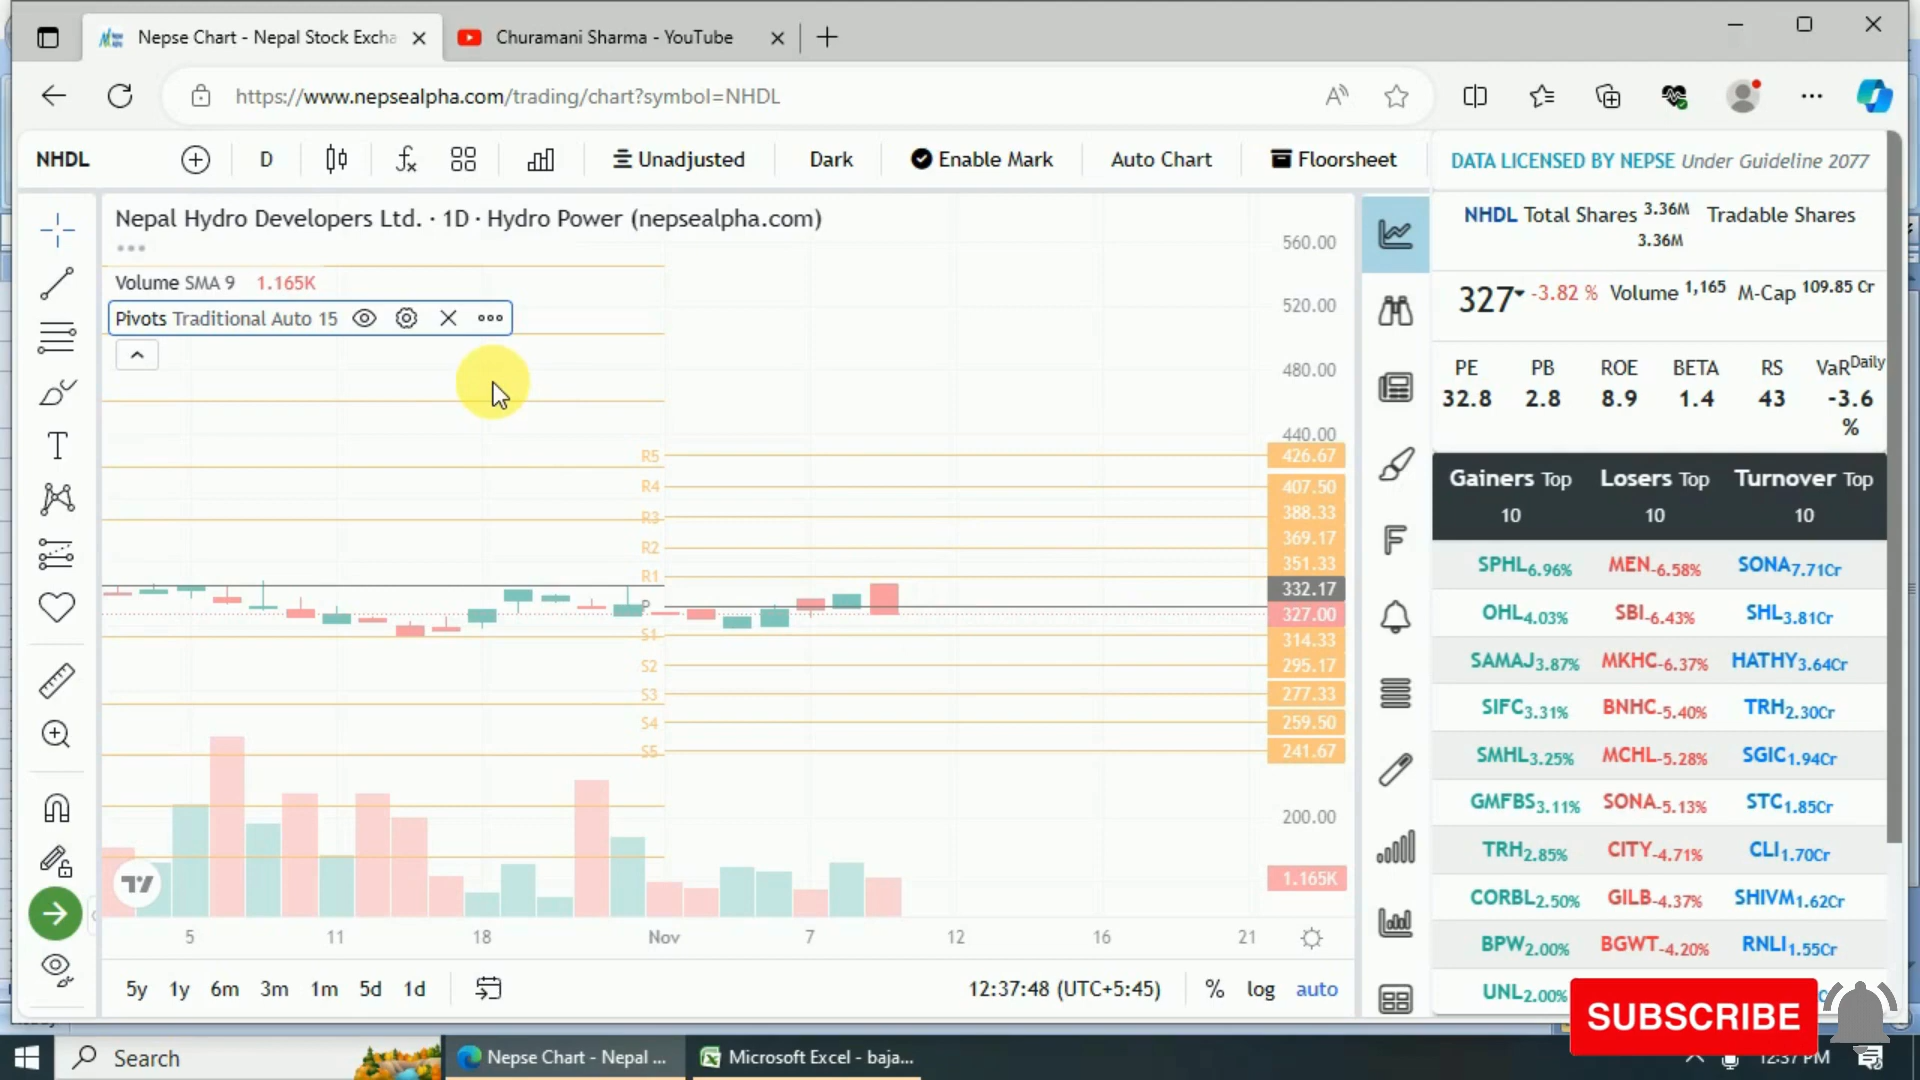 Nepse Chart - Nepal Stock Excha
Churamani Sharma - YouTube
https://www.nepsealpha.com/trading/chart?symbol=NHDL
NHDL
D
Unadjusted
Dark
Enable Mark
Auto Chart
Floorsheet
DATA LICENSED BY NEPSE Under Guideline 2077
Nepal Hydro Developers Ltd. · 1D · Hydro Power (nepsealpha.com)
Volume SMA 9 1.165K
Pivots Traditional Auto 15
560.00
520.00
480.00
440.00
R5 426.67
R4 407.50
R3 388.33
R2 369.17
R1 351.33
P 332.17
327.00
S1 314.33
S2 295.17
S3 277.33
S4 259.50
S5 241.67
200.00
1.165K
5 11 18 Nov 7 12 16 21
5y 1y 6m 3m 1m 5d 1d
12:37:48 (UTC+5:45) % log auto
NHDL Total Shares 3.36M Tradable Shares
3.36M
327 -3.82 % Volume 1,165 M-Cap 109.85 Cr
PE PB ROE BETA RS VaR Daily
32.8 2.8 8.9 1.4 43 -3.6
%
Gainers Top Losers Top Turnover Top
10 10 10
SPHL 6.96% MEN -6.58% SONA 7.71Cr
OHL 4.03% SBI -6.43% SHL 3.81Cr
SAMAJ 3.87% MKHC -6.37% HATHY 3.64Cr
SIFC 3.31% BNHC -5.40% TRH 2.30Cr
SMHL 3.25% MCHL -5.28% SGIC 1.94Cr
GMFBS 3.11% SONA -5.13% STC 1.85Cr
TRH 2.85% CITY -4.71% CLI 1.70Cr
CORBL 2.50% GILB -4.37% SHIVM 1.62Cr
BPW 2.00% BGWT -4.20% RNLI 1.55Cr
UNL 2.00%
SUBSCRIBE
Search
Nepse Chart - Nepal ...
Microsoft Excel - baja...
12:37 PM